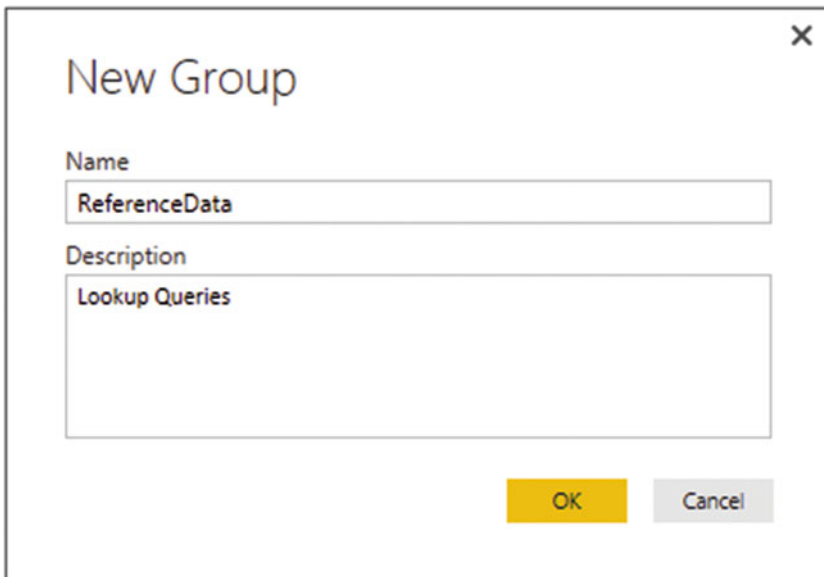 New Group
Name
ReferenceData
Description
Lookup Queries
OK
Cancel